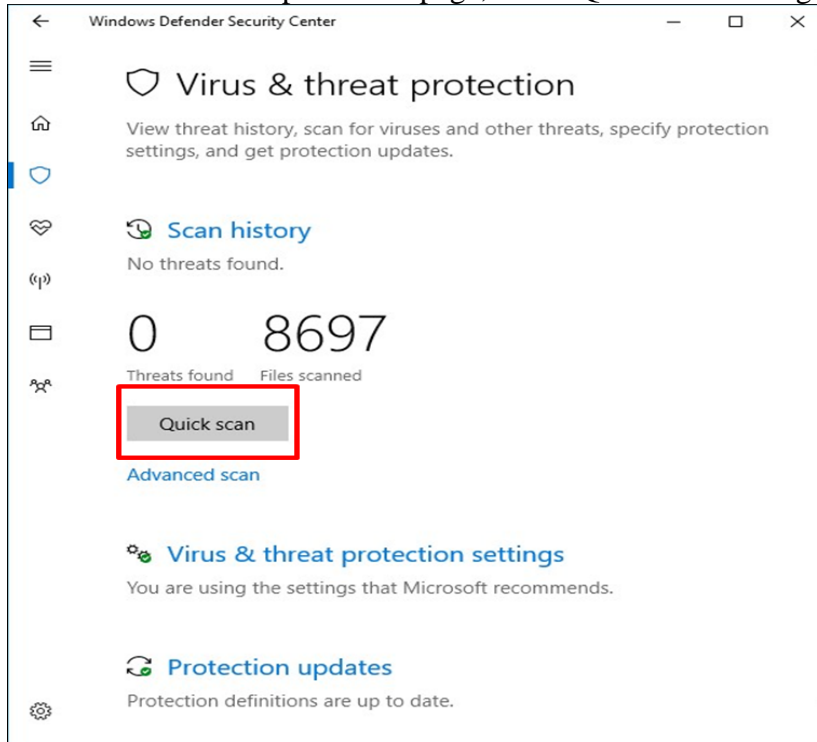 Windows Defender Security Center
Virus & threat protection
View threat history, scan for viruses and other threats, specify protection
settings, and get protection updates.
Scan history
No threats found.
0 8697
Threats found Files scanned
Quick scan
Advanced scan
Virus & threat protection settings
You are using the settings that Microsoft recommends.
Protection updates
Protection definitions are up to date.